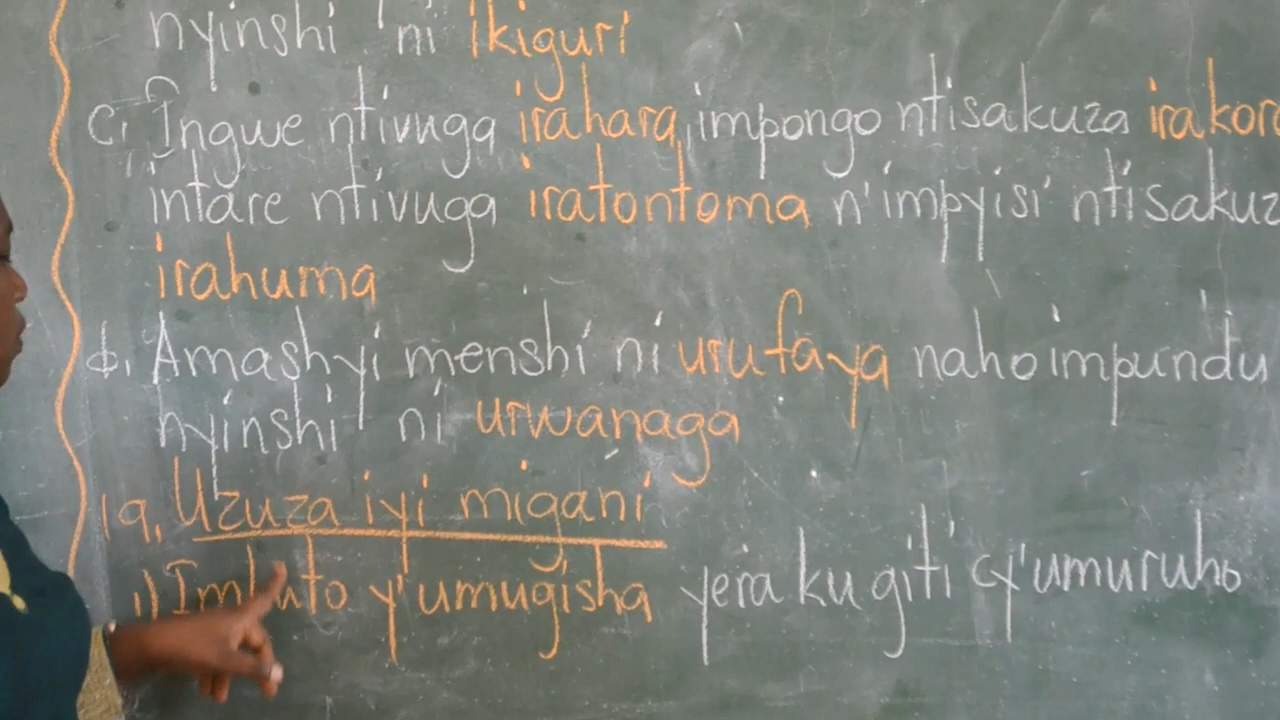 nyinshi ni ikiguri
c. Ingwe ntivuga irahara, impongo ntisakuza irakora
intare ntivuga iratontoma n'impyisi ntisakuz
irahuma
d. Amashyi menshi ni urufaya naho impundu
nyinshi ni urwanaga
19. Uzuza iyi migani
1) Imbuto y'umugisha yera ku giti cy'umuruho